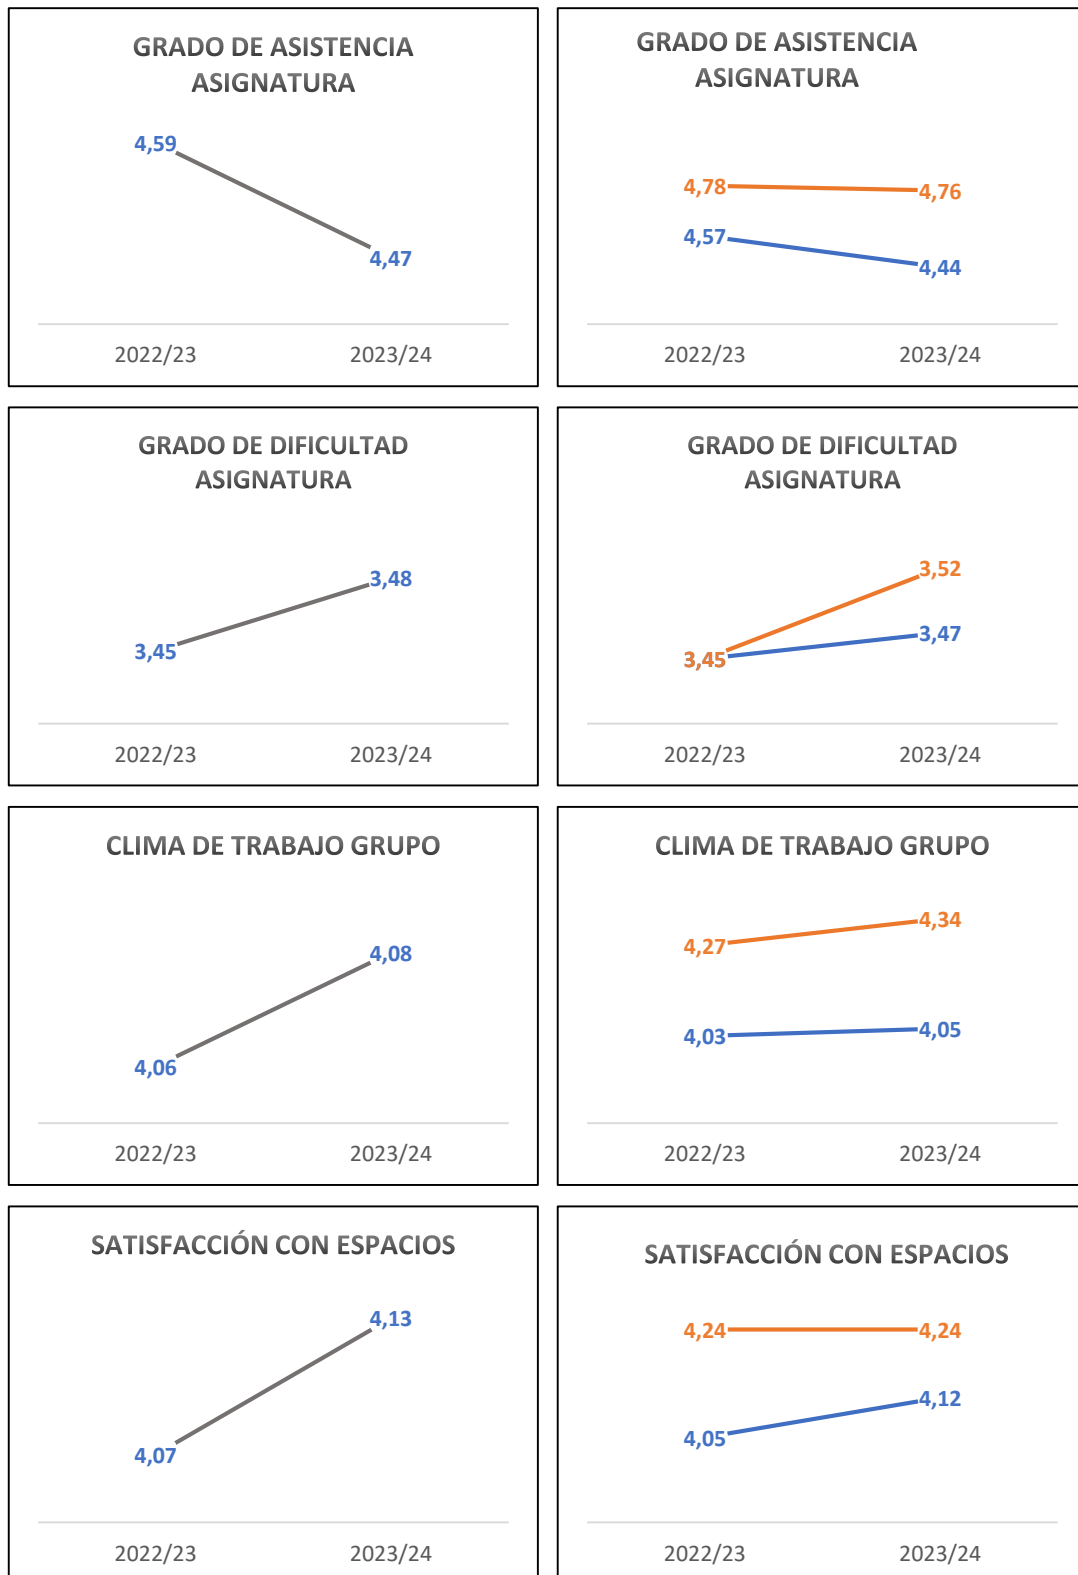 GRADO DE ASISTENCIA
ASIGNATURA
4,59
4,47
2022/23 2023/24
GRADO DE ASISTENCIA
ASIGNATURA
4,78 4,76
4,57
4,44
2022/23 2023/24
GRADO DE DIFICULTAD
ASIGNATURA
3,48
3,45
2022/23 2023/24
GRADO DE DIFICULTAD
ASIGNATURA
3,52
3,47
3,45
2022/23 2023/24
CLIMA DE TRABAJO GRUPO
4,08
4,06
2022/23 2023/24
CLIMA DE TRABAJO GRUPO
4,34
4,27
4,03 4,05
2022/23 2023/24
SATISFACCIÓN CON ESPACIOS
4,13
4,07
2022/23 2023/24
SATISFACCIÓN CON ESPACIOS
4,24 4,24
4,12
4,05
2022/23 2023/24